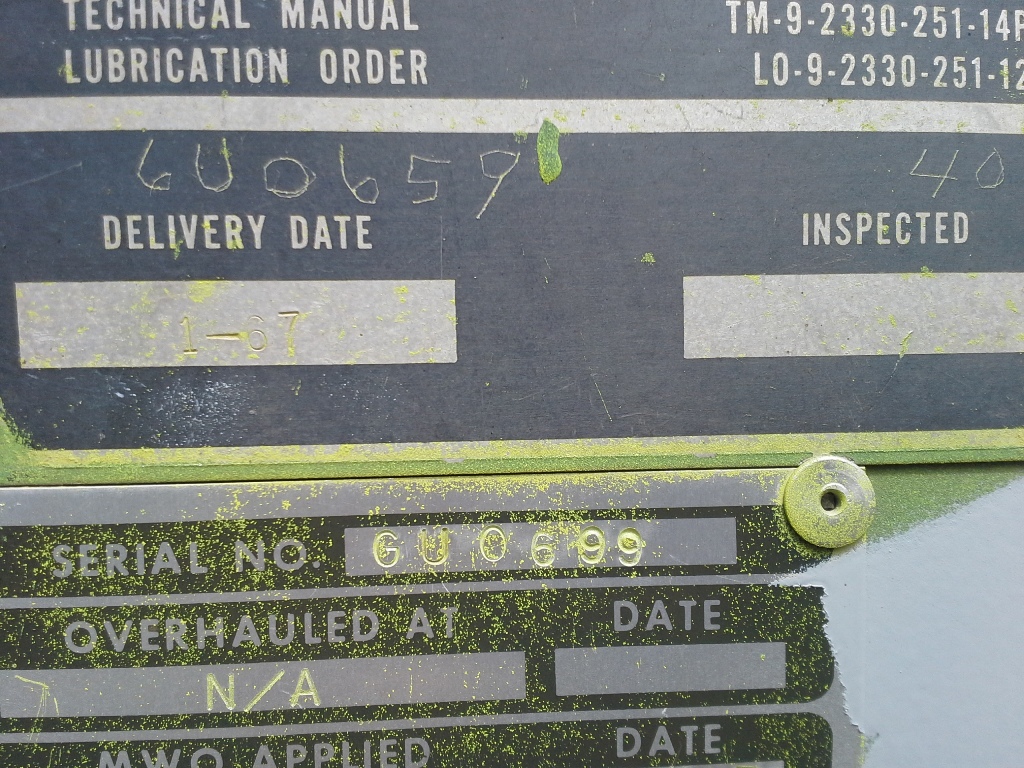 TECHNICAL MANUAL TM-9-2330-251-14P
LUBRICATION ORDER LO-9-2330-251-12
6U0659 40
DELIVERY DATE INSPECTED
1-67
SERIAL NO. GU0699
OVERHAULED AT DATE
N/A
MWO APPLIED DATE